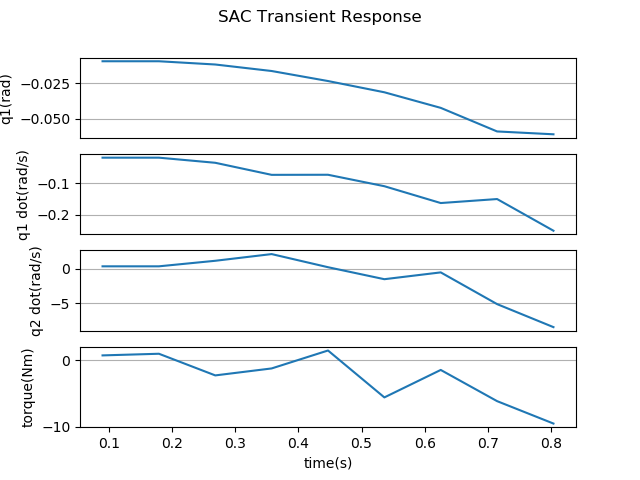 SAC Transient Response
q1(rad)
−0.025
−0.050
q1 dot(rad/s)
−0.1
−0.2
q2 dot(rad/s)
0
−5
torque(Nm)
0
−10
0.1 0.2 0.3 0.4 0.5 0.6 0.7 0.8
time(s)